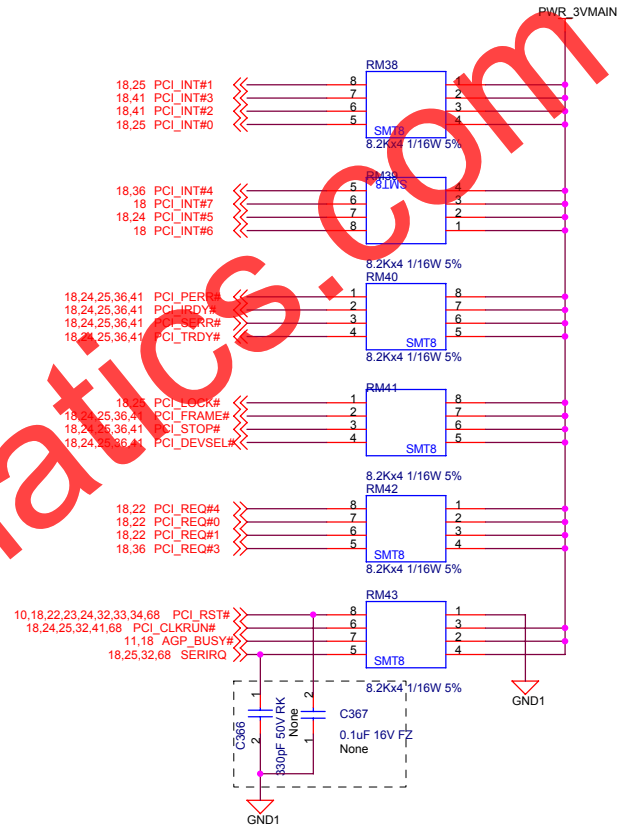 PWR_3VMAIN
RM38
18,25 PCI_INT#1 8 1
18,41 PCI_INT#3 7 2
18,41 PCI_INT#2 6 3
18,25 PCI_INT#0 5 4
SMT8
8.2Kx4 1/16W 5%
RM39
SMT8
18,36 PCI_INT#4 5 4
18 PCI_INT#7 6 3
18,24 PCI_INT#5 7 2
18 PCI_INT#6 8 1
8.2Kx4 1/16W 5%
RM40
18,24,25,36,41 PCI_PERR# 1 8
18,24,25,36,41 PCI_IRDY# 2 7
18,24,25,36,41 PCI_SERR# 3 6
18,24,25,36,41 PCI_TRDY# 4 5
SMT8
8.2Kx4 1/16W 5%
RM41
18,25 PCI_LOCK# 1 8
18,24,25,36,41 PCI_FRAME# 2 7
18,24,25,36,41 PCI_STOP# 3 6
18,24,25,36,41 PCI_DEVSEL# 4 5
SMT8
8.2Kx4 1/16W 5%
RM42
18,22 PCI_REQ#4 8 1
18,22 PCI_REQ#0 7 2
18,22 PCI_REQ#1 6 3
18,36 PCI_REQ#3 5 4
SMT8
8.2Kx4 1/16W 5%
RM43
10,18,22,23,24,32,33,34,68 PCI_RST# 8 1
18,24,25,32,41,68 PCI_CLKRUN# 6 3
11,18 AGP_BUSY# 7 2
18,25,32,68 SERIRQ 5 4
SMT8
8.2Kx4 1/16W 5%
GND1
1 2
C366
330pF 50V RK
None
2 1
C367
0.1uF 16V FZ
None
GND1
atics.com